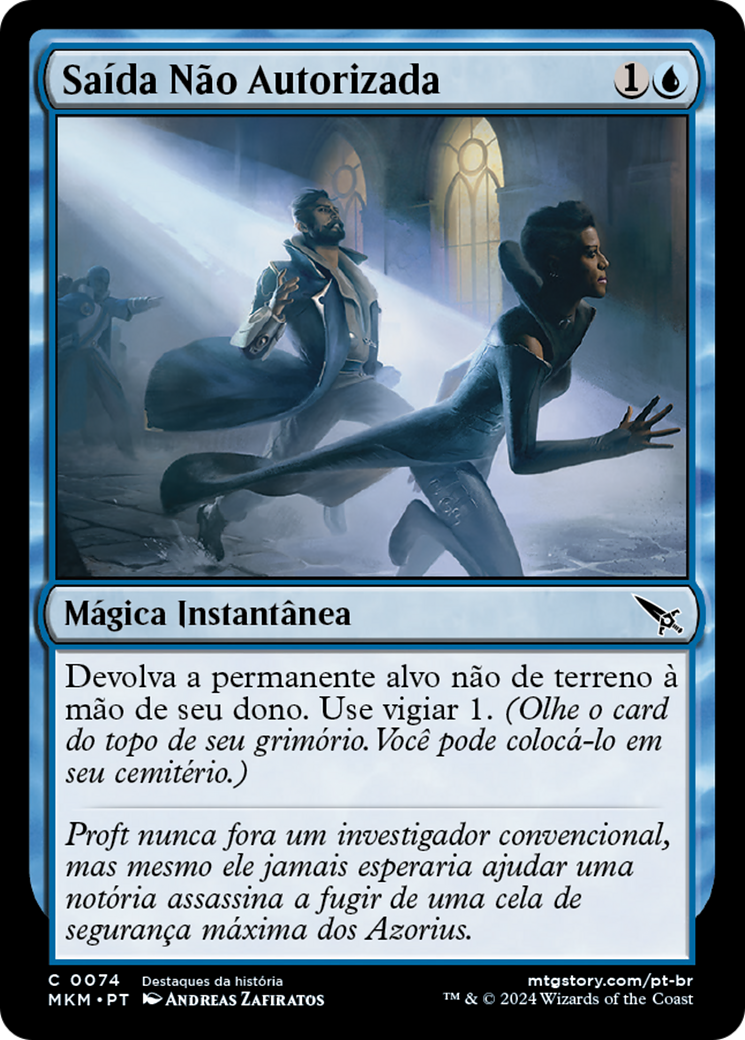 Saída Não Autorizada 1
Mágica Instantânea
Devolva a permanente alvo não de terreno à
mão de seu dono. Use vigiar 1. (Olhe o card
do topo de seu grimório. Você pode colocá-lo em
seu cemitério.)
Proft nunca fora um investigador convencional,
mas mesmo ele jamais esperaria ajudar uma
notória assassina a fugir de uma cela de
segurança máxima dos Azorius.
C 0074 Destaques da história mtgstory.com/pt-br
MKM • PT Andreas Zafiratos ™ & © 2024 Wizards of the Coast